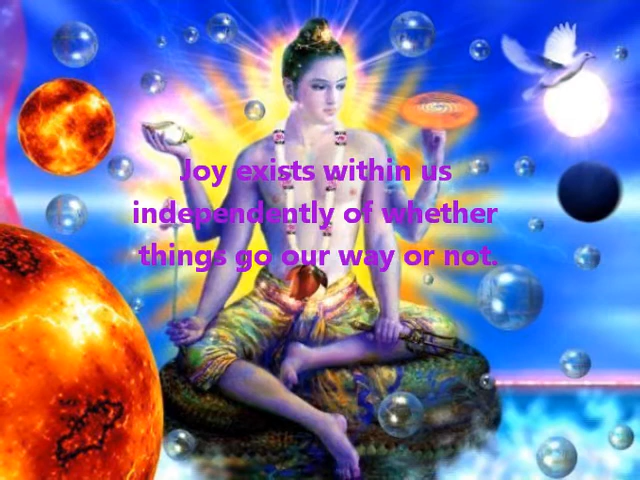 Joy exists within us
independently of whether
things go our way or not.